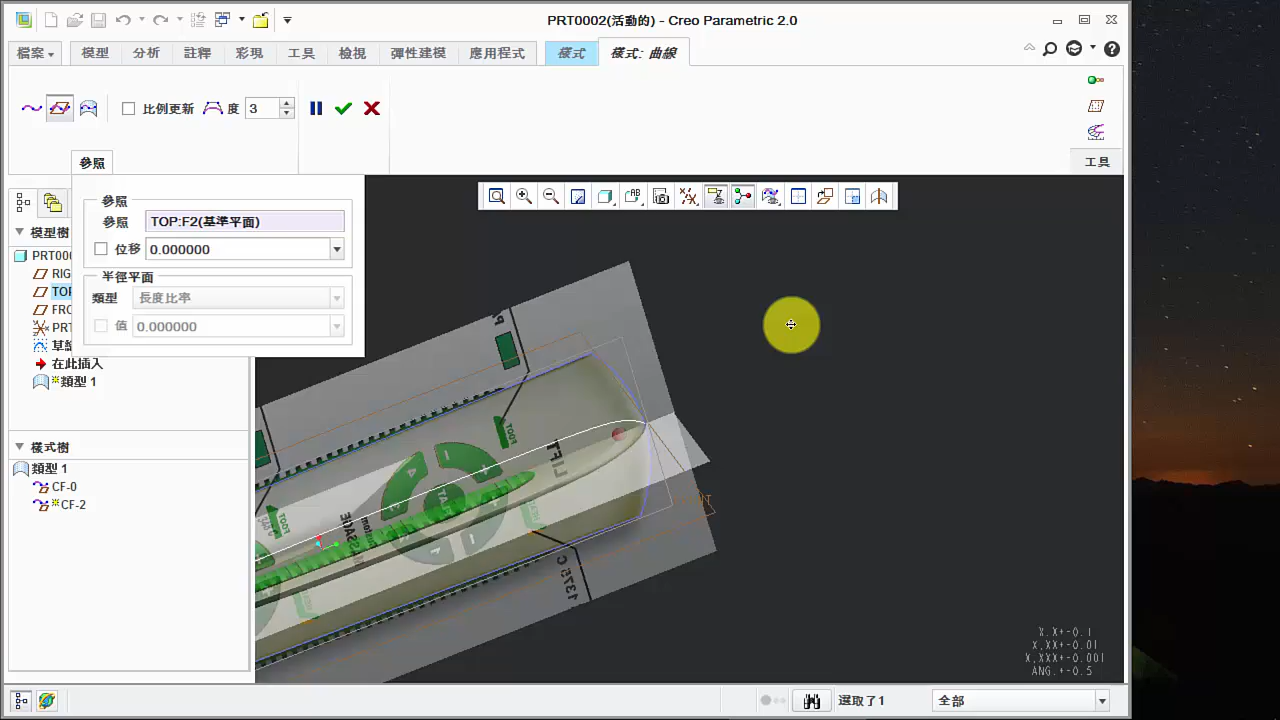 PRT0002(活動的) - Creo Parametric 2.0
檔案 模型 分析 註釋 彩現 工具 檢視 彈性建模 應用程式 樣式 樣式: 曲線
比例更新 度 3
參照 工具
參照
參照 TOP:F2(基準平面)
位移 0.000000
半徑平面
類型 長度比率
值 0.000000
模型樹
PRT00
RIG
TOP
FRO
PRT
草繪
在此插入
類型 1
樣式樹
類型 1
CF-0
CF-2
FOOT
LIFT
MASSAGE
1375 C
X.X+-0.1
X.XX+-0.01
X.XXX+-0.001
ANG.+-0.5
選取了1 全部